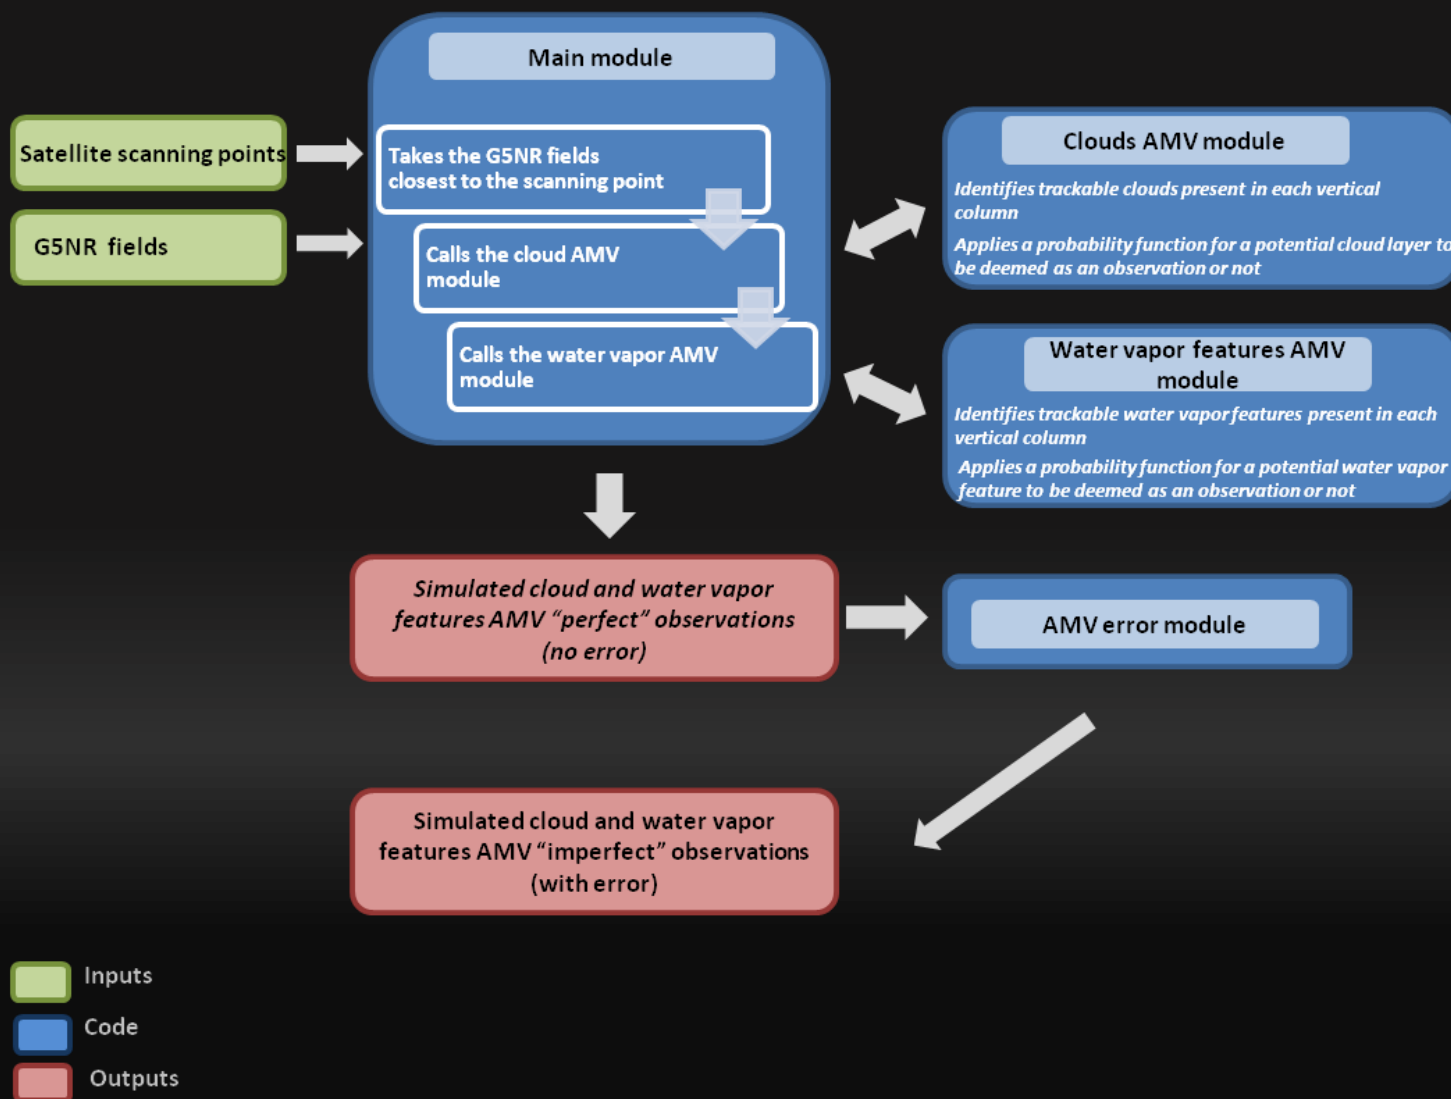 Main module
Satellite scanning points
G5NR fields
Takes the G5NR fields
closest to the scanning point
Calls the cloud AMV
module
Calls the water vapor AMV
module
Clouds AMV module
Identifies trackable clouds present in each vertical
column
Applies a probability function for a potential cloud layer to
be deemed as an observation or not
Water vapor features AMV
module
Identifies trackable water vapor features present in each
vertical column
Applies a probability function for a potential water vapor
feature to be deemed as an observation or not
Simulated cloud and water vapor
features AMV “perfect” observations
(no error)
AMV error module
Simulated cloud and water vapor
features AMV “imperfect” observations
(with error)
Inputs
Code
Outputs